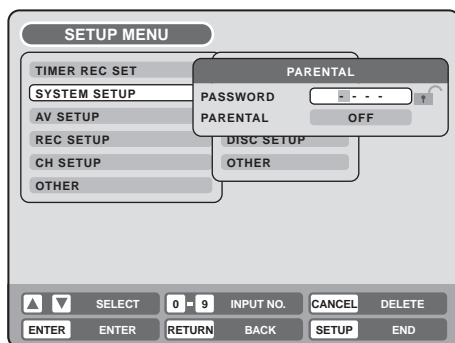 SETUP MENU
TIMER REC SET
SYSTEM SETUP
AV SETUP
REC SETUP
CH SETUP
OTHER
PARENTAL
PASSWORD - - - -
PARENTAL OFF
DISC SETUP
OTHER
▲ ▼ SELECT 0 - 9 INPUT NO. CANCEL DELETE
ENTER ENTER RETURN BACK SETUP END